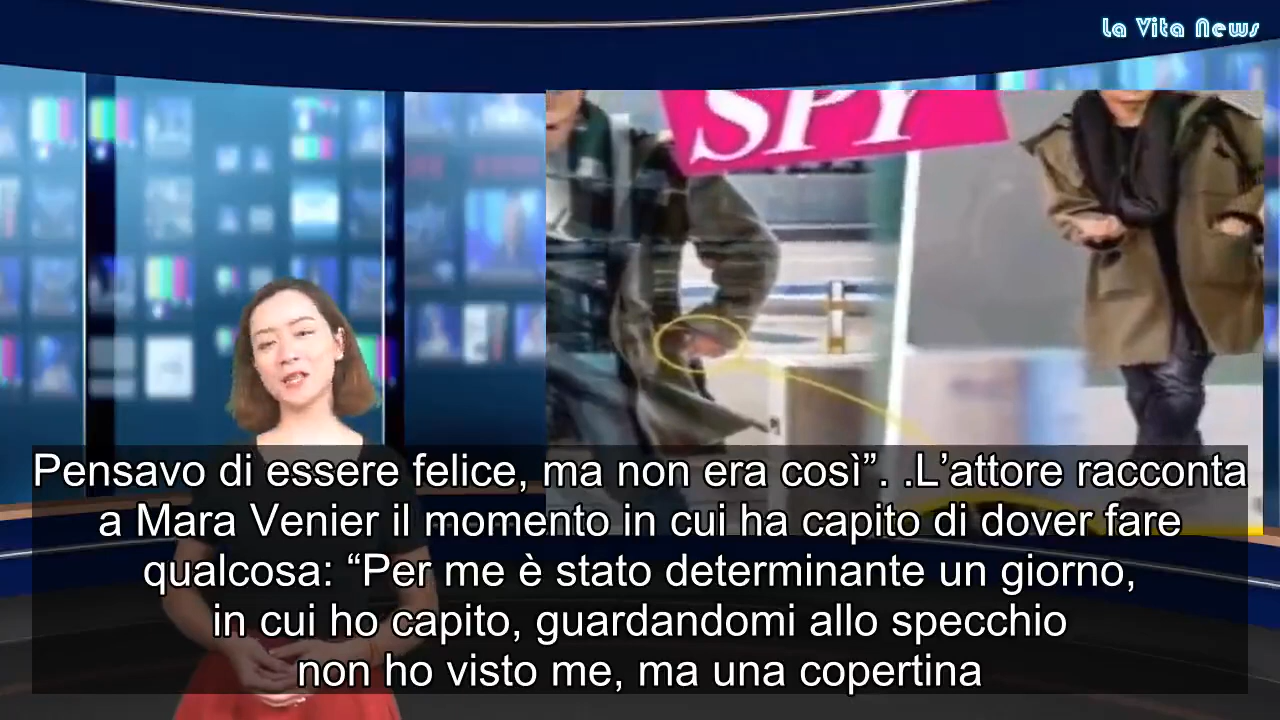 La Vita News
SPY
Pensavo di essere felice, ma non era così”. .L’attore racconta
a Mara Venier il momento in cui ha capito di dover fare
qualcosa: “Per me è stato determinante un giorno,
in cui ho capito, guardandomi allo specchio
non ho visto me, ma una copertina